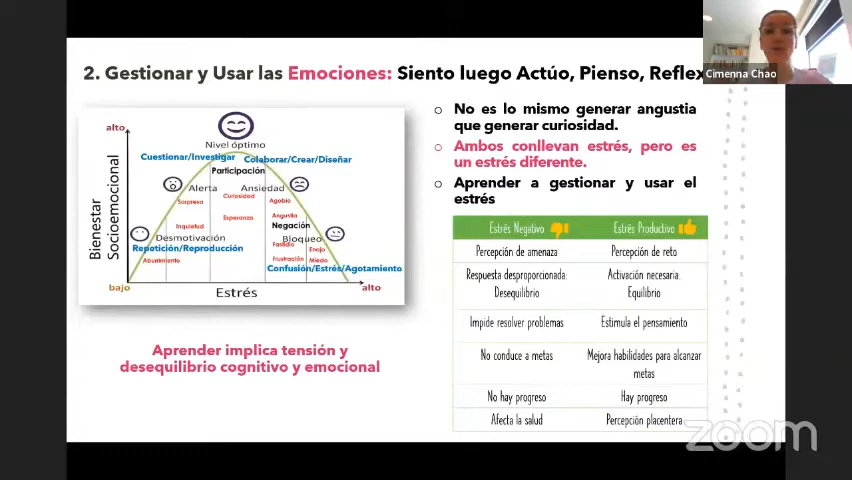 2. Gestionar y Usar las Emociones: Siento luego Actúo, Pienso, Reflex
Cimenna Chao
alto
Nivel óptimo
Cuestionar/Investigar
Colaborar/Crear/Diseñar
Participación
Alerta
Ansiedad
Sorpresa
Curiosidad
Agobio
Esperanza
Angustia
Inquietud
Negación
Desmotivación
Bloqueo
Repetición/Reproducción
Fastidio
Enojo
Aburrimiento
Frustración
Miedo
Confusión/Estrés/Agotamiento
Bienestar
Socioemocional
bajo
Estrés
alto
Aprender implica tensión y
desequilibrio cognitivo y emocional
No es lo mismo generar angustia
que generar curiosidad.
Ambos conllevan estrés, pero es
un estrés diferente.
Aprender a gestionar y usar el
estrés
Estrés Negativo
Estrés Productivo
Percepción de amenaza
Percepción de reto
Respuesta desproporcionada:
Desequilibrio
Activación necesaria:
Equilibrio
Impide resolver problemas
Estimula el pensamiento
No conduce a metas
Mejora habilidades para alcanzar
metas
No hay progreso
Hay progreso
Afecta la salud
Percepción placentera
zoom